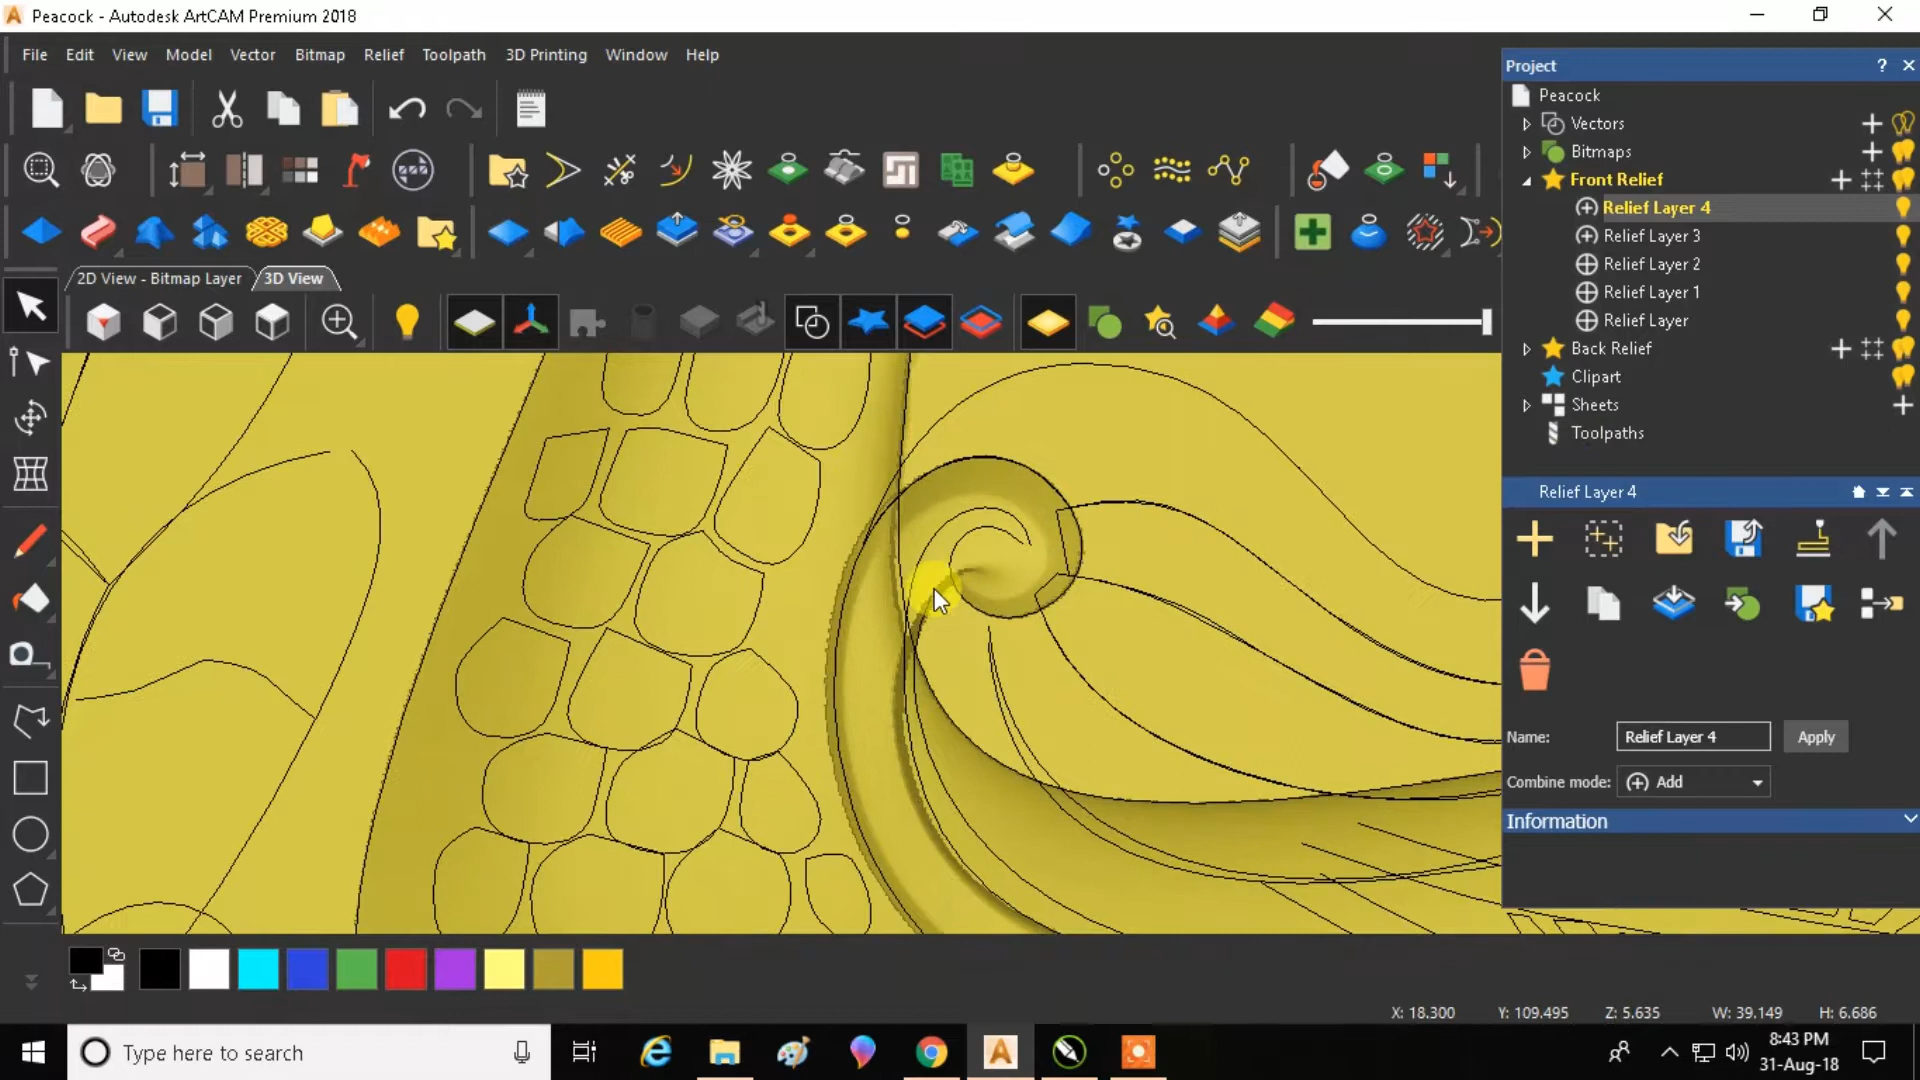 Peacock - Autodesk ArtCAM Premium 2018
File Edit View Model Vector Bitmap Relief Toolpath 3D Printing Window Help
Project ? ×
Peacock
Vectors
Bitmaps
Front Relief
Relief Layer 4
Relief Layer 3
Relief Layer 2
Relief Layer 1
Relief Layer
Back Relief
Clipart
Sheets
Toolpaths
2D View - Bitmap Layer 3D View
Relief Layer 4
Name: Relief Layer 4 Apply
Combine mode: Add
Information
X: 18.300 Y: 109.495 Z: 5.635 W: 39.149 H: 6.686
Type here to search
8:43 PM
31-Aug-18